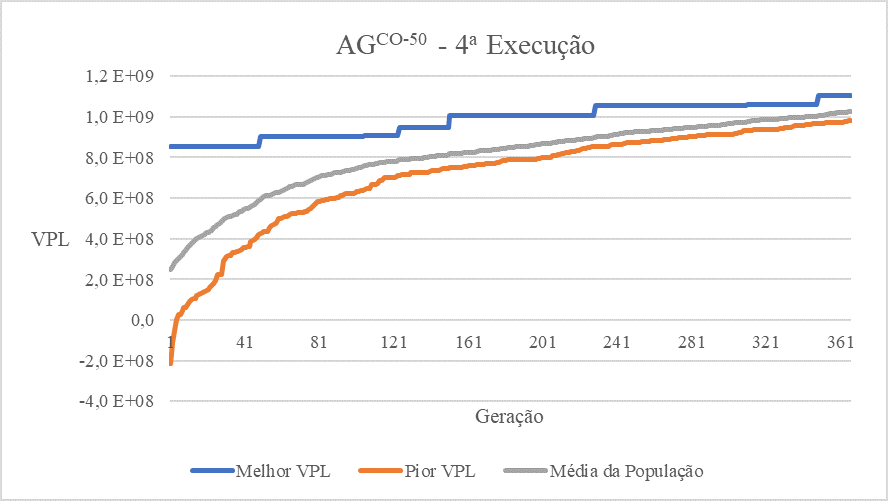 AGCO-50 - 4ª Execução
1,2 E+09
1,0 E+09
8,0 E+08
6,0 E+08
VPL
4,0 E+08
2,0 E+08
0,0
1 41 81 121 161 201 241 281 321 361
-2,0 E+08
-4,0 E+08
Geração
Melhor VPL Pior VPL Média da População